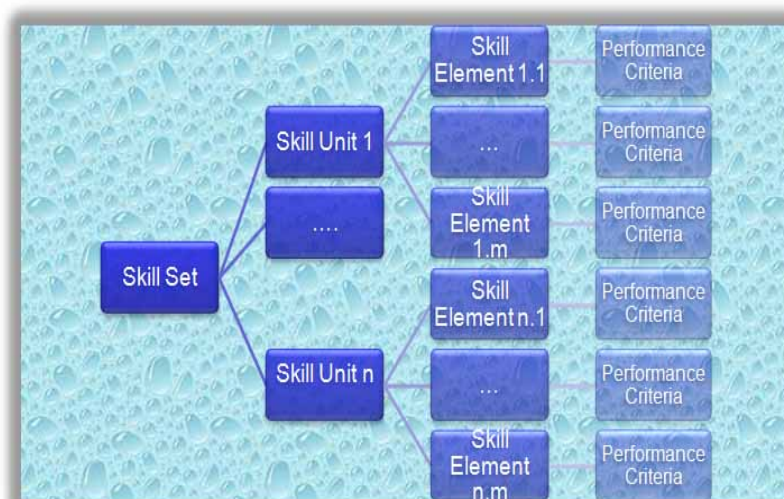 Skill Set
Skill Unit 1
....
Skill Unit n
Skill
Element 1.1
...
Skill
Element
1.m
Skill
Element n.1
...
Skill
Element
n.m
Performance
Criteria
Performance
Criteria
Performance
Criteria
Performance
Criteria
Performance
Criteria
Performance
Criteria